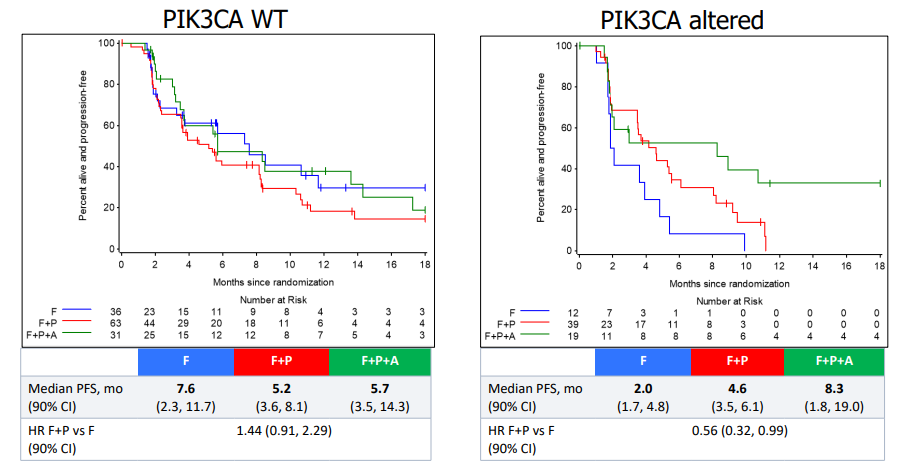 PIK3CA WT
Percent alive and progression-free
100
80
60
40
20
0
0 2 4 6 8 10 12 14 16 18
Months since randomization
Number at Risk
F 36 23 15 11 9 8 4 3 3 3
F+P 63 44 29 20 18 11 6 4 4 4
F+P+A 31 25 15 12 12 8 7 5 4 3
F F+P F+P+A
Median PFS, mo 7.6 5.2 5.7
(90% CI) (2.3, 11.7) (3.6, 8.1) (3.5, 14.3)
HR F+P vs F 1.44 (0.91, 2.29)
(90% CI)
PIK3CA altered
Percent alive and progression-free
100
80
60
40
20
0
0 2 4 6 8 10 12 14 16 18
Months since randomization
Number at Risk
F 12 7 3 1 1 0 0 0 0 0
F+P 39 23 17 11 8 3 0 0 0 0
F+P+A 19 11 8 8 8 6 4 4 4 4
F F+P F+P+A
Median PFS, mo 2.0 4.6 8.3
(90% CI) (1.7, 4.8) (3.5, 6.1) (1.8, 19.0)
HR F+P vs F 0.56 (0.32, 0.99)
(90% CI)